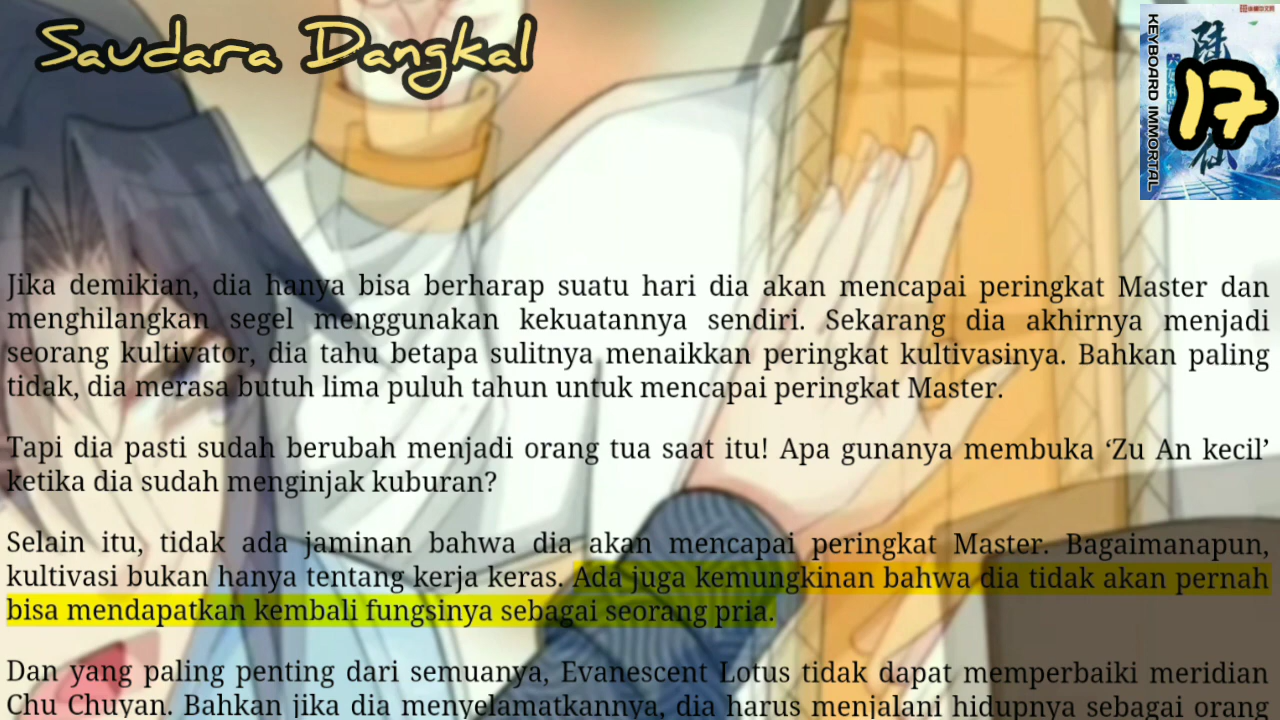 Saudara Dangkal
KEYBOARD IMMORTAL
17
Jika demikian, dia hanya bisa berharap suatu hari dia akan mencapai peringkat Master dan
menghilangkan segel menggunakan kekuatannya sendiri. Sekarang dia akhirnya menjadi
seorang kultivator, dia tahu betapa sulitnya menaikkan peringkat kultivasinya. Bahkan paling
tidak, dia merasa butuh lima puluh tahun untuk mencapai peringkat Master.
Tapi dia pasti sudah berubah menjadi orang tua saat itu! Apa gunanya membuka ‘Zu An kecil’
ketika dia sudah menginjak kuburan?
Selain itu, tidak ada jaminan bahwa dia akan mencapai peringkat Master. Bagaimanapun,
kultivasi bukan hanya tentang kerja keras. Ada juga kemungkinan bahwa dia tidak akan pernah
bisa mendapatkan kembali fungsinya sebagai seorang pria.
Dan yang paling penting dari semuanya, Evanescent Lotus tidak dapat memperbaiki meridian
Chu Chuyan. Bahkan jika dia menyelamatkannya, dia harus menjalani hidupnya sebagai orang